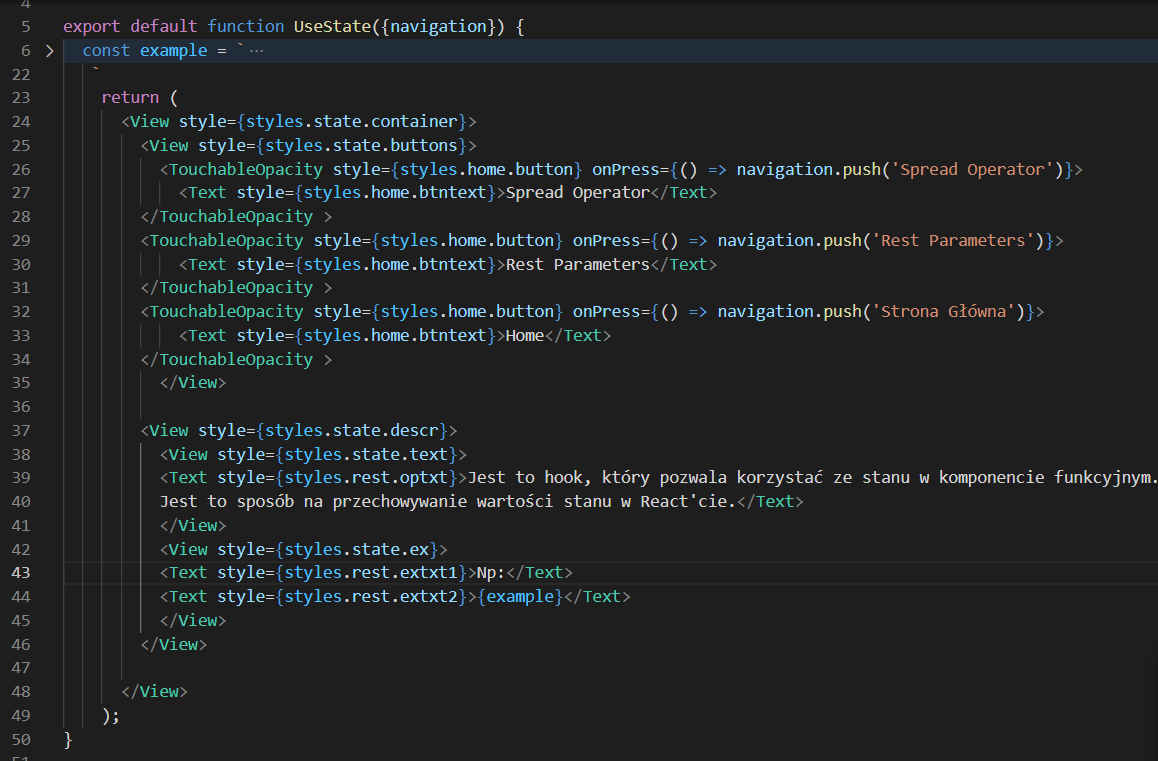 4
5 export default function UseState({navigation}) {
6 > const example = ` ···
22 `
23 return (
24 <View style={styles.state.container}>
25 <View style={styles.state.buttons}>
26 <TouchableOpacity style={styles.home.button} onPress={() => navigation.push('Spread Operator')}>
27 <Text style={styles.home.btntext}>Spread Operator</Text>
28 </TouchableOpacity >
29 <TouchableOpacity style={styles.home.button} onPress={() => navigation.push('Rest Parameters')}>
30 <Text style={styles.home.btntext}>Rest Parameters</Text>
31 </TouchableOpacity >
32 <TouchableOpacity style={styles.home.button} onPress={() => navigation.push('Strona Główna')}>
33 <Text style={styles.home.btntext}>Home</Text>
34 </TouchableOpacity >
35 </View>
36
37 <View style={styles.state.descr}>
38 <View style={styles.state.text}>
39 <Text style={styles.rest.optxt}>Jest to hook, który pozwala korzystać ze stanu w komponencie funkcyjnym.
40 Jest to sposób na przechowywanie wartości stanu w React'cie.</Text>
41 </View>
42 <View style={styles.state.ex}>
43 <Text style={styles.rest.extxt1}>Np:</Text>
44 <Text style={styles.rest.extxt2}>{example}</Text>
45 </View>
46 </View>
47
48 </View>
49 );
50 }
51